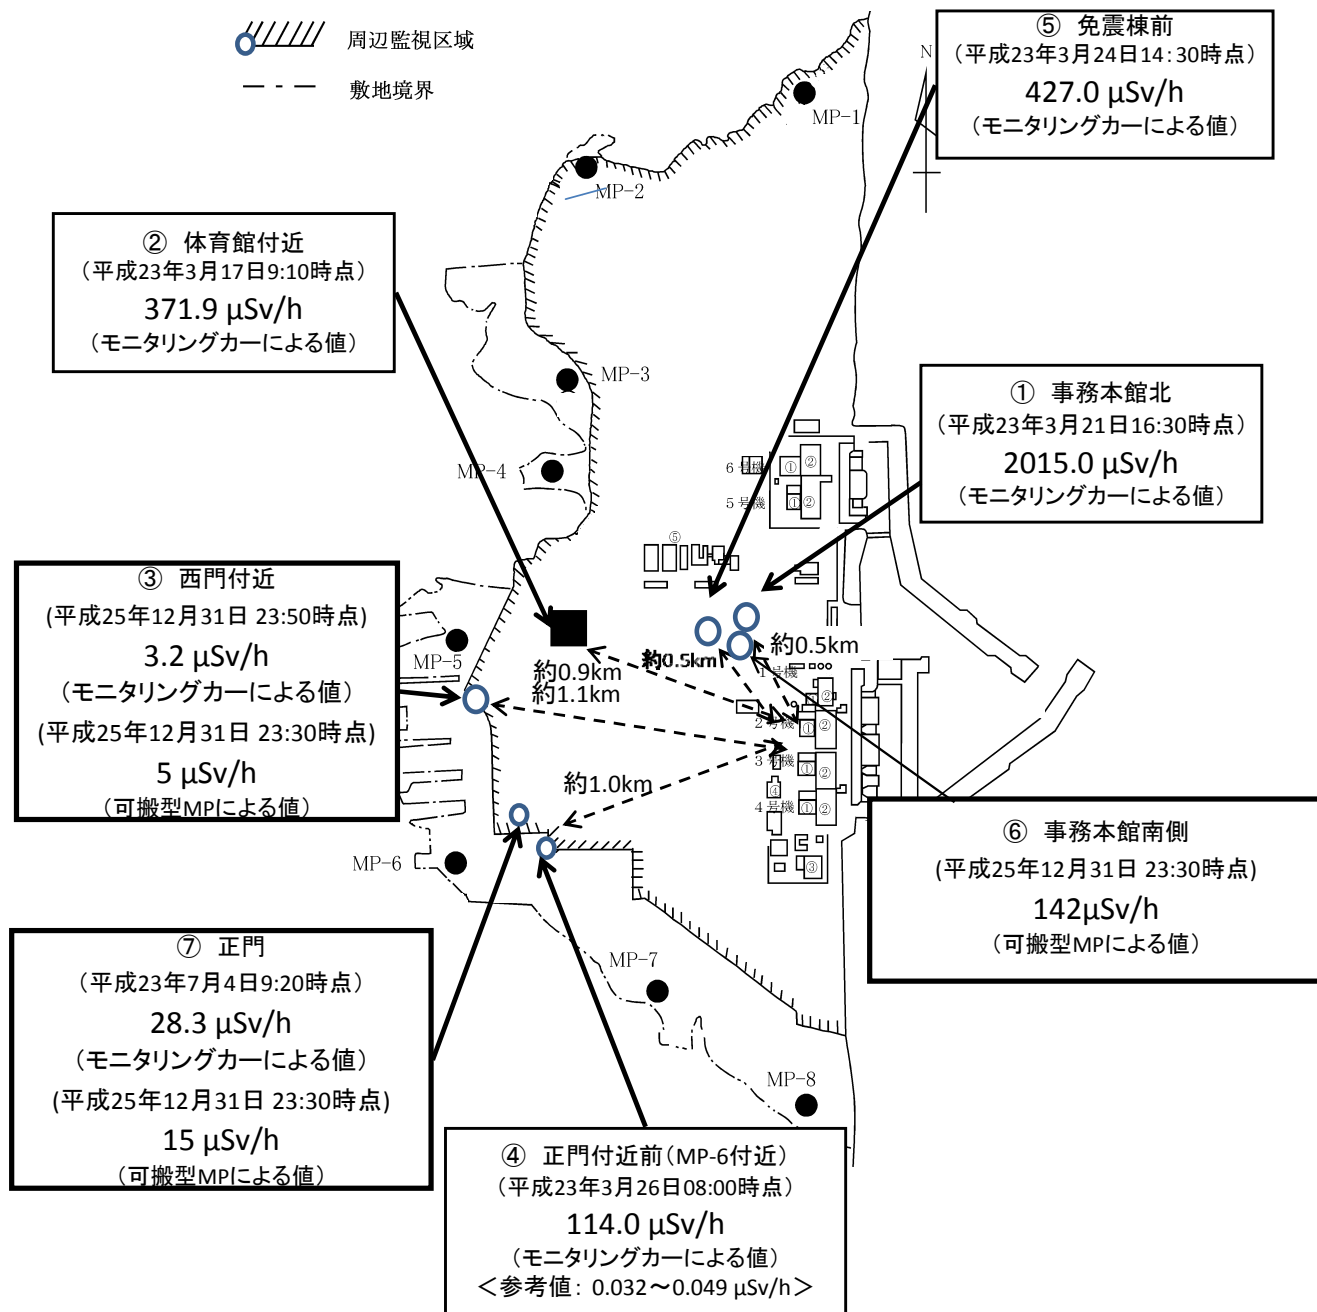 周辺監視区域
敷地境界
⑤ 免震棟前
（平成23年3月24日14:30時点）
427.0 μSv/h
（モニタリングカーによる値）
N
MP-1
MP-2
② 体育館付近
（平成23年3月17日9:10時点）
371.9 μSv/h
（モニタリングカーによる値）
MP-3
① 事務本館北
（平成23年3月21日16:30時点）
2015.0 μSv/h
（モニタリングカーによる値）
MP-4
6号機
①
②
5号機
①
②
⑤
③ 西門付近
(平成25年12月31日 23:50時点)
3.2 μSv/h
（モニタリングカーによる値）
(平成25年12月31日 23:30時点)
5 μSv/h
（可搬型MPによる値）
MP-5
約0.9km
約1.1km
約0.5km
約0.5km
1号機
②
2号機
①
②
3号機
①
②
④
4号機
①
②
③
約1.0km
MP-6
⑥ 事務本館南側
(平成25年12月31日 23:30時点)
142μSv/h
（可搬型MPによる値）
⑦ 正門
（平成23年7月4日9:20時点）
28.3 μSv/h
（モニタリングカーによる値）
(平成25年12月31日 23:30時点)
15 μSv/h
（可搬型MPによる値）
MP-7
MP-8
④ 正門付近前（MP-6付近）
（平成23年3月26日08:00時点）
114.0 μSv/h
（モニタリングカーによる値）
＜参考値：0.032～0.049 μSv/h＞